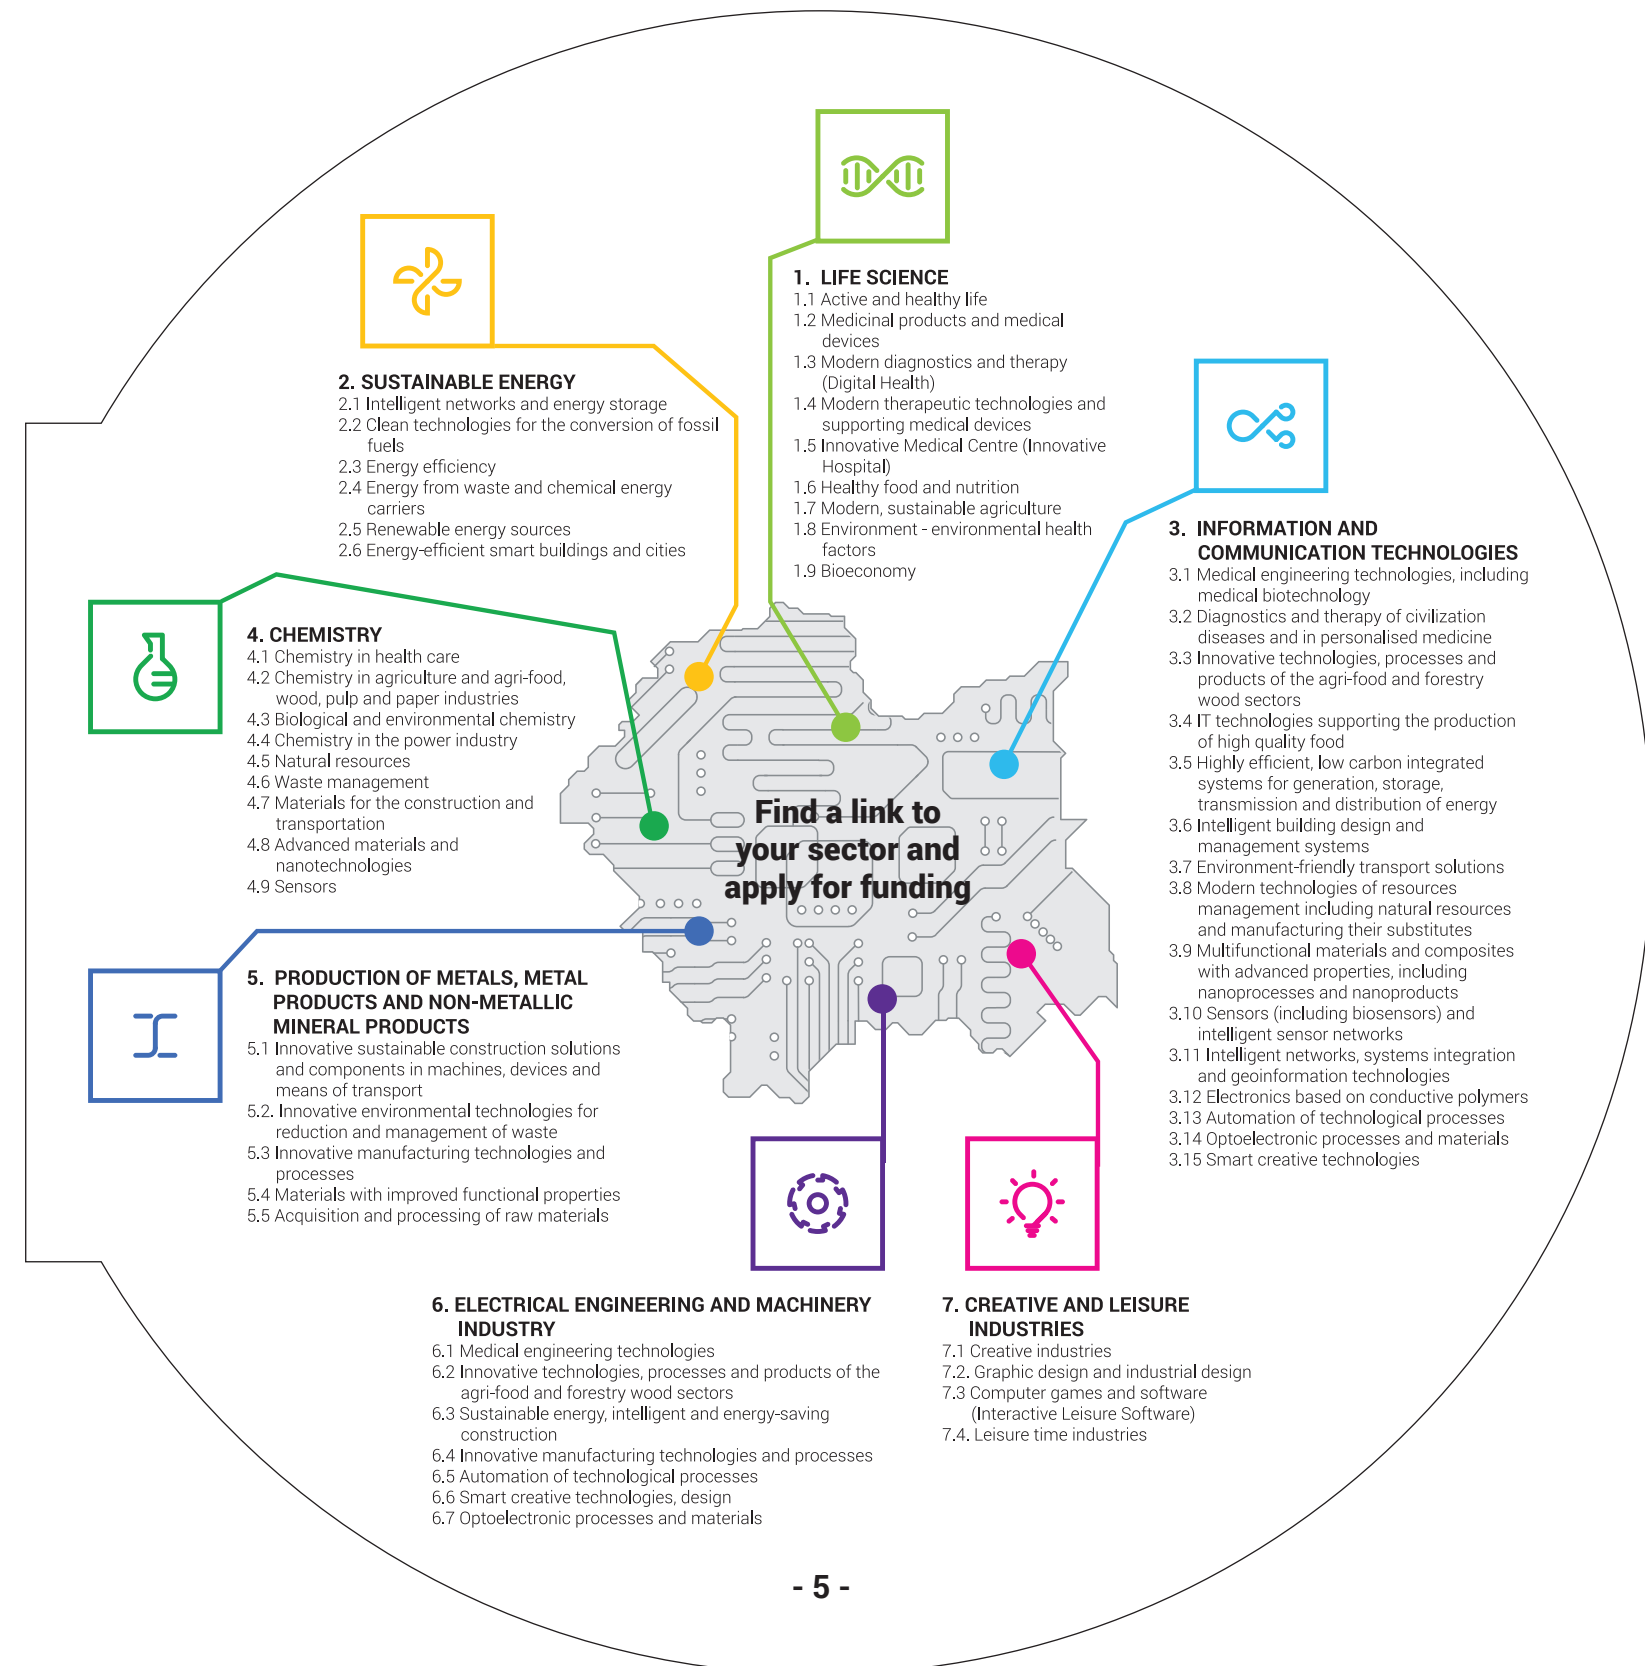 1. LIFE SCIENCE
1.1 Active and healthy life
1.2 Medicinal products and medical
devices
1.3 Modern diagnostics and therapy
(Digital Health)
1.4 Modern therapeutic technologies and
supporting medical devices
1.5 Innovative Medical Centre (Innovative
Hospital)
1.6 Healthy food and nutrition
1.7 Modern, sustainable agriculture
1.8 Environment - environmental health
factors
1.9 Bioeconomy
2. SUSTAINABLE ENERGY
2.1 Intelligent networks and energy storage
2.2 Clean technologies for the conversion of fossil
fuels
2.3 Energy efficiency
2.4 Energy from waste and chemical energy
carriers
2.5 Renewable energy sources
2.6 Energy-efficient smart buildings and cities
3. INFORMATION AND
COMMUNICATION TECHNOLOGIES
3.1 Medical engineering technologies, including
medical biotechnology
3.2 Diagnostics and therapy of civilization
diseases and in personalised medicine
3.3 Innovative technologies, processes and
products of the agri-food and forestry
wood sectors
3.4 IT technologies supporting the production
of high quality food
3.5 Highly efficient, low carbon integrated
systems for generation, storage,
transmission and distribution of energy
3.6 Intelligent building design and
management systems
3.7 Environment-friendly transport solutions
3.8 Modern technologies of resources
management including natural resources
and manufacturing their substitutes
3.9 Multifunctional materials and composites
with advanced properties, including
nanoprocesses and nanoproducts
3.10 Sensors (including biosensors) and
intelligent sensor networks
3.11 Intelligent networks, systems integration
and geoinformation technologies
3.12 Electronics based on conductive polymers
3.13 Automation of technological processes
3.14 Optoelectronic processes and materials
3.15 Smart creative technologies
4. CHEMISTRY
4.1 Chemistry in health care
4.2 Chemistry in agriculture and agri-food,
wood, pulp and paper industries
4.3 Biological and environmental chemistry
4.4 Chemistry in the power industry
4.5 Natural resources
4.6 Waste management
4.7 Materials for the construction and
transportation
4.8 Advanced materials and
nanotechnologies
4.9 Sensors
Find a link to
your sector and
apply for funding
5. PRODUCTION OF METALS, METAL
PRODUCTS AND NON-METALLIC
MINERAL PRODUCTS
5.1 Innovative sustainable construction solutions
and components in machines, devices and
means of transport
5.2. Innovative environmental technologies for
reduction and management of waste
5.3 Innovative manufacturing technologies and
processes
5.4 Materials with improved functional properties
5.5 Acquisition and processing of raw materials
6. ELECTRICAL ENGINEERING AND MACHINERY
INDUSTRY
6.1 Medical engineering technologies
6.2 Innovative technologies, processes and products of the
agri-food and forestry wood sectors
6.3 Sustainable energy, intelligent and energy-saving
construction
6.4 Innovative manufacturing technologies and processes
6.5 Automation of technological processes
6.6 Smart creative technologies, design
6.7 Optoelectronic processes and materials
7. CREATIVE AND LEISURE
INDUSTRIES
7.1 Creative industries
7.2. Graphic design and industrial design
7.3 Computer games and software
(Interactive Leisure Software)
7.4. Leisure time industries
- 5 -